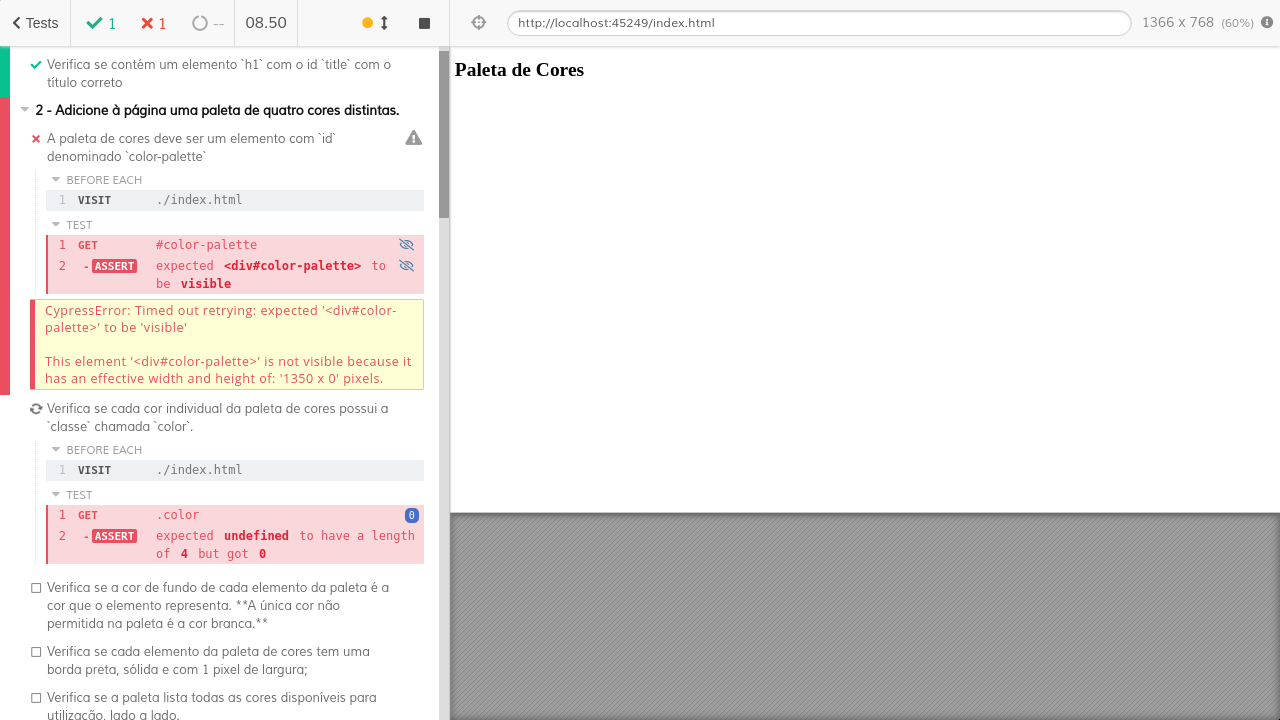 Tests
1
1
--
08.50
http://localhost:45249/index.html
1366 x 768 (60%)
Verifica se contém um elemento `h1` com o id `title` com o
título correto
2 - Adicione à página uma paleta de quatro cores distintas.
A paleta de cores deve ser um elemento com `id`
denominado `color-palette`
BEFORE EACH
1 VISIT ./index.html
TEST
1 GET #color-palette
2 -ASSERT expected <div#color-palette> to
be visible
CypressError: Timed out retrying: expected '<div#color-
palette>' to be 'visible'
This element '<div#color-palette>' is not visible because it
has an effective width and height of: '1350 x 0' pixels.
Verifica se cada cor individual da paleta de cores possui a
`classe` chamada `color`.
BEFORE EACH
1 VISIT ./index.html
TEST
1 GET .color 0
2 -ASSERT expected undefined to have a length
of 4 but got 0
Verifica se a cor de fundo de cada elemento da paleta é a
cor que o elemento representa. **A única cor não
permitida na paleta é a cor branca.**
Verifica se cada elemento da paleta de cores tem uma
borda preta, sólida e com 1 pixel de largura;
Verifica se a paleta lista todas as cores disponíveis para
utilização, lado a lado.
Paleta de Cores